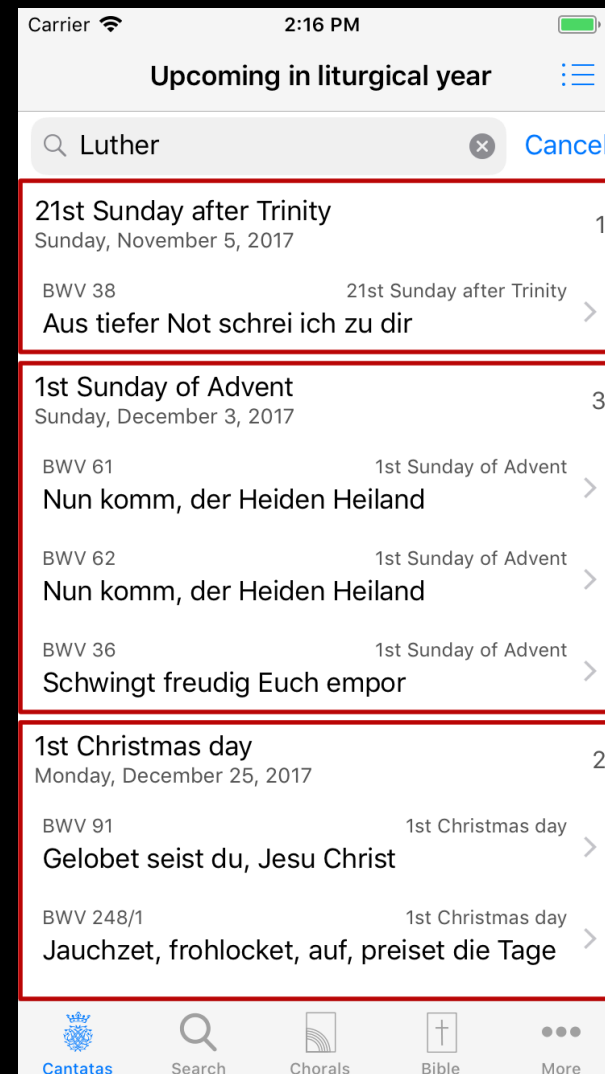 Carrier 2:16 PM
Upcoming in liturgical year
Luther Cancel
21st Sunday after Trinity 1
Sunday, November 5, 2017
BWV 38 21st Sunday after Trinity
Aus tiefer Not schrei ich zu dir
1st Sunday of Advent 3
Sunday, December 3, 2017
BWV 61 1st Sunday of Advent
Nun komm, der Heiden Heiland
BWV 62 1st Sunday of Advent
Nun komm, der Heiden Heiland
BWV 36 1st Sunday of Advent
Schwingt freudig Euch empor
1st Christmas day 2
Monday, December 25, 2017
BWV 91 1st Christmas day
Gelobet seist du, Jesu Christ
BWV 248/1 1st Christmas day
Jauchzet, frohlocket, auf, preiset die Tage
Cantatas Search Chorals Bible More